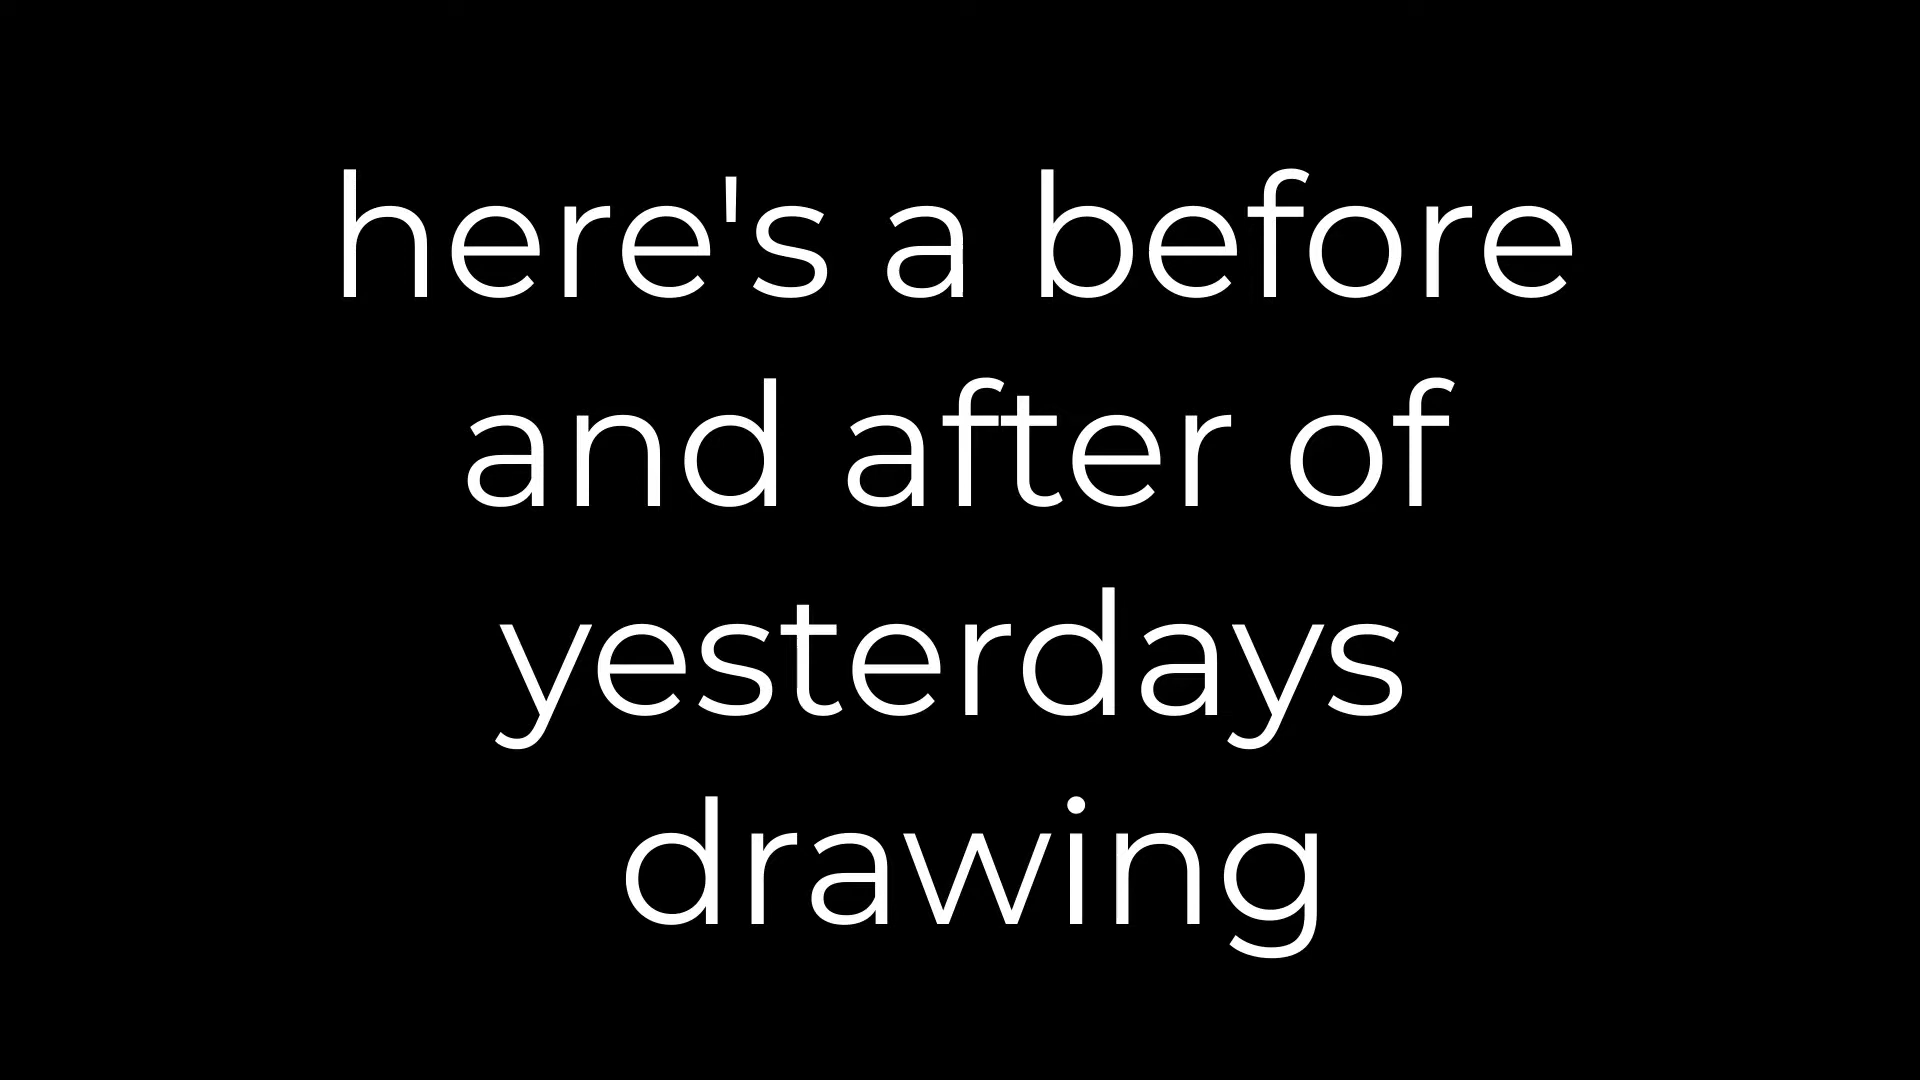 here's a before
and after of
yesterdays
drawing